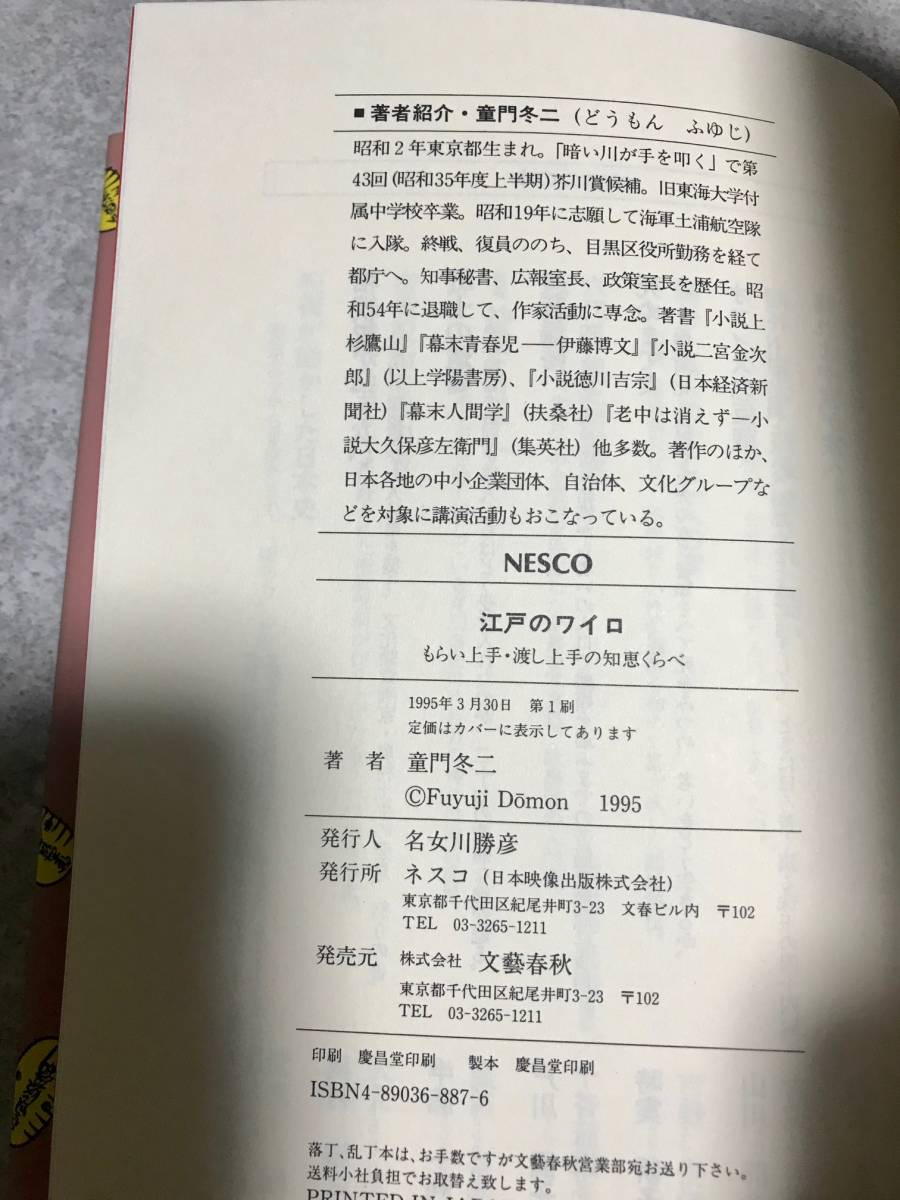 ■著者紹介・童門冬二（どうもん　ふゆじ）
昭和２年東京都生まれ。「暗い川が手を叩く」で第
43回（昭和35年度上半期）芥川賞候補。旧東海大学付
属中学校卒業。昭和19年に志願して海軍土浦航空隊
に入隊。終戦、復員ののち、目黒区役所勤務を経て
都庁へ。知事秘書、広報室長、政策室長を歴任。昭
和54年に退職して、作家活動に専念。著書『小説上
杉鷹山』『幕末青春児――伊藤博文』『小説二宮金次
郎』（以上学陽書房）、『小説徳川吉宗』（日本経済新
聞社）『幕末人間学』（扶桑社）『老中は消えず―小
説大久保彦左衛門』（集英社）他多数。著作のほか、
日本各地の中小企業団体、自治体、文化グループな
どを対象に講演活動もおこなっている。
NESCO
江戸のワイロ
もらい上手・渡し上手の知恵くらべ
1995年３月30日　第１刷
定価はカバーに表示してあります
著　者　童門冬二
©Fuyuji Dōmon　1995
発行人　名女川勝彦
発行所　ネスコ（日本映像出版株式会社）
東京都千代田区紀尾井町3-23　文春ビル内　〒102
TEL　03-3265-1211
発売元　株式会社　文藝春秋
東京都千代田区紀尾井町3-23　〒102
TEL　03-3265-1211
印刷　慶昌堂印刷　　製本　慶昌堂印刷
ISBN4-89036-887-6
落丁、乱丁本は、お手数ですが文藝春秋営業部宛お送り下さい。
送料小社負担でお取替え致します。
PRINTED IN JAPAN